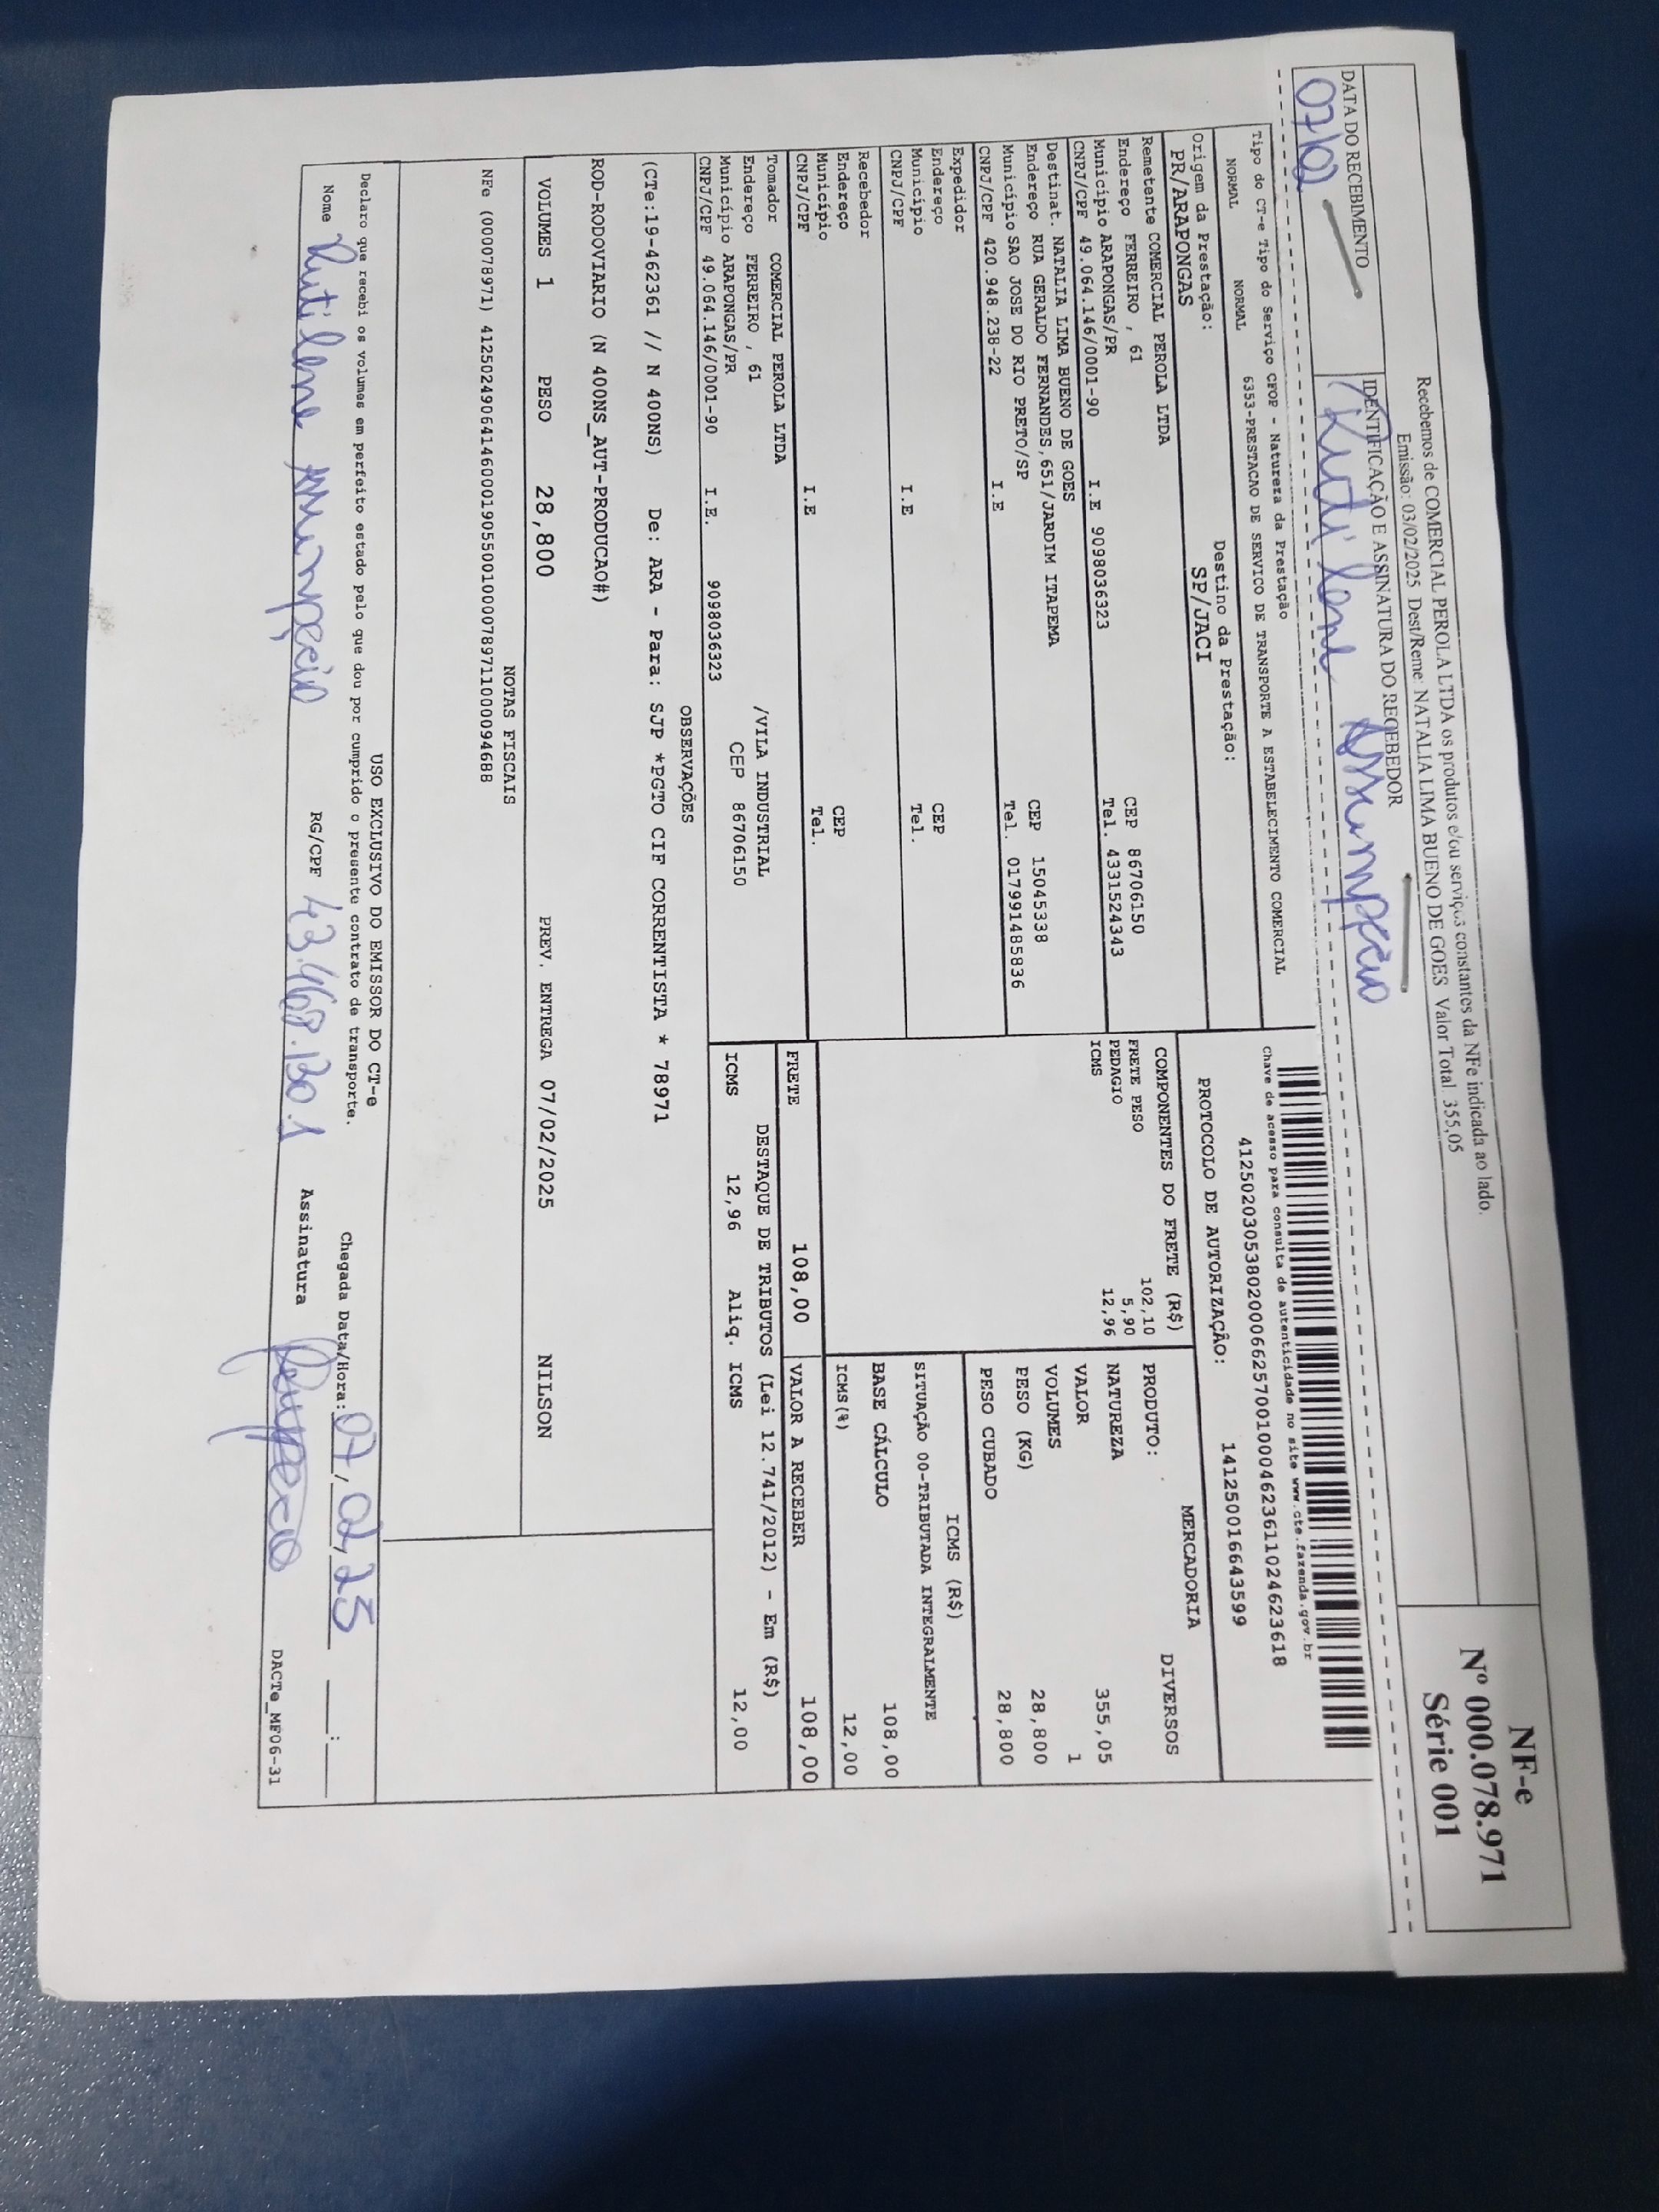 Recebemos de COMERCIAL PEROLA LTDA os produtos e/ou serviços constantes da NFe indicada ao lado.
Emissão: 03/02/2025 Dest/Reme: NATALIA LIMA BUENO DE GOES Valor Total 355,05
NF-e
Nº 000.078.971
Série 001
DATA DO RECEBIMENTO
07/02
IDENTIFICAÇÃO E ASSINATURA DO RECEBEDOR
Rutilene Assumpção
Tipo do CT-e Tipo do Serviço CFOP - Natureza da Prestação
NORMAL NORMAL 6353-PRESTACAO DE SERVICO DE TRANSPORTE A ESTABELECIMENTO COMERCIAL
Chave de acesso para consulta de autenticidade no site www.cte.fazenda.gov.br
41250203053802000662570010004623611024623618
Origem da Prestação: Destino da Prestação:
PR/ARAPONGAS SP/JACI
PROTOCOLO DE AUTORIZAÇÃO: 141250016643599
Remetente COMERCIAL PEROLA LTDA
Endereço FERREIRO , 61 CEP 86706150
Município ARAPONGAS/PR Tel. 4331524343
CNPJ/CPF 49.064.146/0001-90 I.E 9098036323
Destinat. NATALIA LIMA BUENO DE GOES
Endereço RUA GERALDO FERNANDES,651/JARDIM ITAPEMA CEP 15045338
Município SAO JOSE DO RIO PRETO/SP Tel. 017991485836
CNPJ/CPF 420.948.238-22 I.E
Expedidor
Endereço CEP
Município Tel.
CNPJ/CPF I.E
Recebedor
Endereço CEP
Município Tel.
CNPJ/CPF I.E
Tomador COMERCIAL PEROLA LTDA
Endereço FERREIRO , 61 /VILA INDUSTRIAL
Município ARAPONGAS/PR CEP 86706150
CNPJ/CPF 49.064.146/0001-90 I.E. 9098036323
COMPONENTES DO FRETE (R$)
FRETE PESO 102,10
PEDAGIO 5,90
ICMS 12,96
MERCADORIA
PRODUTO: DIVERSOS
NATUREZA
VALOR 355,05
VOLUMES 1
PESO (KG) 28,800
PESO CUBADO 28,800
ICMS (R$)
SITUAÇÃO 00-TRIBUTADA INTEGRALMENTE
BASE CÁLCULO 108,00
ICMS(%) 12,00
FRETE 108,00 VALOR A RECEBER 108,00
DESTAQUE DE TRIBUTOS (Lei 12.741/2012) - Em (R$)
ICMS 12,96 Aliq. ICMS 12,00
OBSERVAÇÕES
(CTe:19-462361 // N 400NS) De: ARA - Para: SJP *PGTO CIF CORRENTISTA * 78971
ROD-RODOVIARIO (N 400NS_AUT-PRODUCAO#)
VOLUMES 1 PESO 28,800 PREV. ENTREGA 07/02/2025 NILSON
NOTAS FISCAIS
NFe (000078971) 41250249064146000190550010000789711000094688
USO EXCLUSIVO DO EMISSOR DO CT-e
Declaro que recebi os volumes em perfeito estado pelo que dou por cumprido o presente contrato de transporte.
Chegada Data/Hora: 07/02/25 ___:___
Nome Rutilene Assumpção RG/CPF 43.468.130.1 Assinatura
DACTe_MF06-31